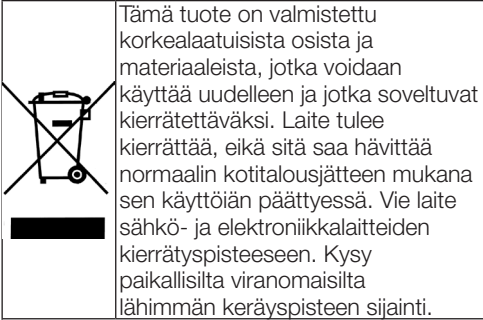 Tämä tuote on valmistettu
korkealaatuisista osista ja
materiaaleista, jotka voidaan
käyttää uudelleen ja jotka soveltuvat
kierrätettäväksi. Laite tulee
kierrättää, eikä sitä saa hävittää
normaalin kotitalousjätteen mukana
sen käyttöiän päättyessä. Vie laite
sähkö- ja elektroniikkalaitteiden
kierrätyspisteeseen. Kysy
paikallisilta viranomaisilta
lähimmän keräyspisteen sijainti.